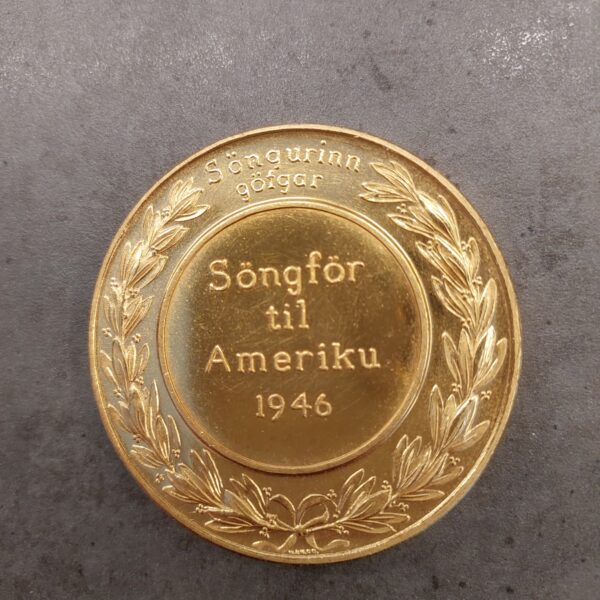 Söngurinn
göfgar
Söngför
til
Ameriku
1946